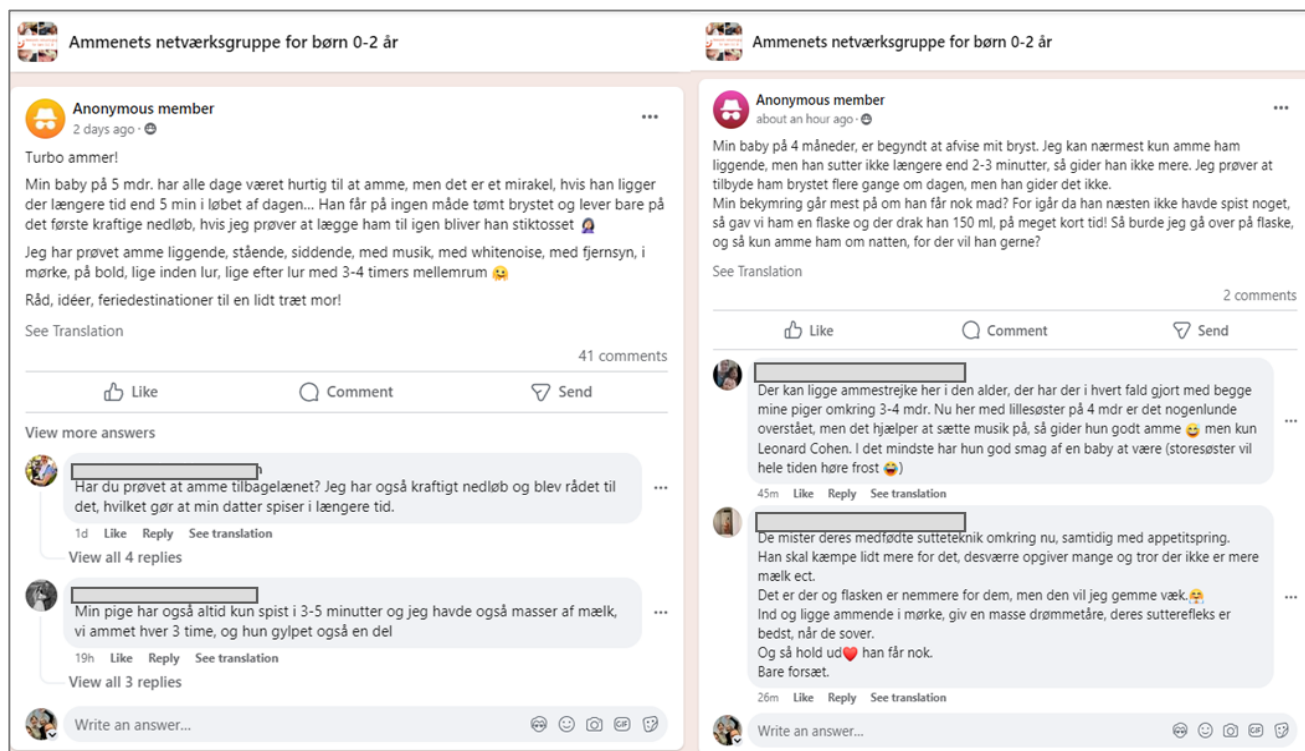 Ammenets netværksgruppe for børn 0-2 år
Anonymous member
2 days ago
Turbo ammer!
Min baby på 5 mdr. har alle dage været hurtig til at amme, men det er et mirakel, hvis han ligger
der længere tid end 5 min i løbet af dagen... Han får på ingen måde tømt brystet og lever bare på
det første kraftige nedløb, hvis jeg prøver at lægge ham til igen bliver han stiktosset 🤦🏻‍♀️
Jeg har prøvet amme liggende, stående, siddende, med musik, med whitenoise, med fjernsyn, i
mørke, på bold, lige inden lur, lige efter lur med 3-4 timers mellemrum 🫠
Råd, idéer, feriedestinationer til en lidt træt mor!
See Translation
41 comments
Like Comment Send
View more answers
Har du prøvet at amme tilbagelænet? Jeg har også kraftigt nedløb og blev rådet til
det, hvilket gør at min datter spiser i længere tid.
1d Like Reply See translation
View all 4 replies
Min pige har også altid kun spist i 3-5 minutter og jeg havde også masser af mælk,
vi ammet hver 3 time, og hun gylpet også en del
19h Like Reply See translation
View all 3 replies
Write an answer...
GIF
Ammenets netværksgruppe for børn 0-2 år
Anonymous member
about an hour ago
Min baby på 4 måneder, er begyndt at afvise mit bryst. Jeg kan nærmest kun amme ham
liggende, men han sutter ikke længere end 2-3 minutter, så gider han ikke mere. Jeg prøver at
tilbyde ham brystet flere gange om dagen, men han gider det ikke.
Min bekymring går mest på om han får nok mad? For igår da han næsten ikke havde spist noget,
så gav vi ham en flaske og der drak han 150 ml, på meget kort tid! Så burde jeg gå over på flaske,
og så kun amme ham om natten, for der vil han gerne?
See Translation
2 comments
Like Comment Send
Der kan ligge ammestrejke her i den alder, der har der i hvert fald gjort med begge
mine piger omkring 3-4 mdr. Nu her med lillesøster på 4 mdr er det nogenlunde
overstået, men det hjælper at sætte musik på, så gider hun godt amme 😅 men kun
Leonard Cohen. I det mindste har hun god smag af en baby at være (storesøster vil
hele tiden høre frost 😂)
45m Like Reply See translation
De mister deres medfødte sutteteknik omkring nu, samtidig med appetitspring.
Han skal kæmpe lidt mere for det, desværre opgiver mange og tror der ikke er mere
mælk ect.
Det er der og flasken er nemmere for dem, men den vil jeg gemme væk.🤗
Ind og ligge ammende i mørke, giv en masse drømmetåre, deres sutterefleks er
bedst, når de sover.
Og så hold ud❤️ han får nok.
Bare forsæt.
26m Like Reply See translation
Write an answer...
GIF